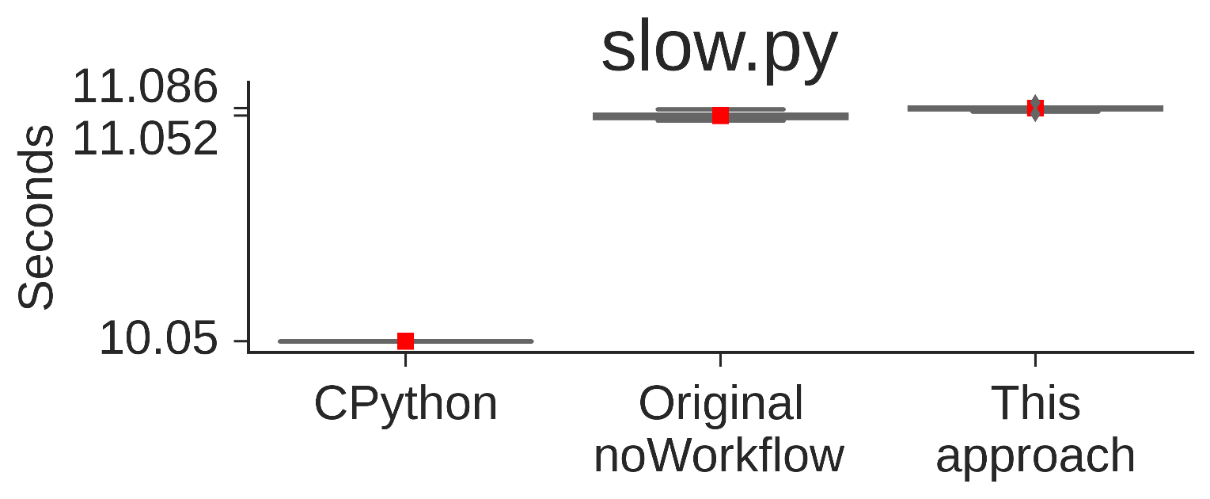 slow.py
Seconds
11.086
11.052
10.05
CPython
Original
noWorkflow
This
approach